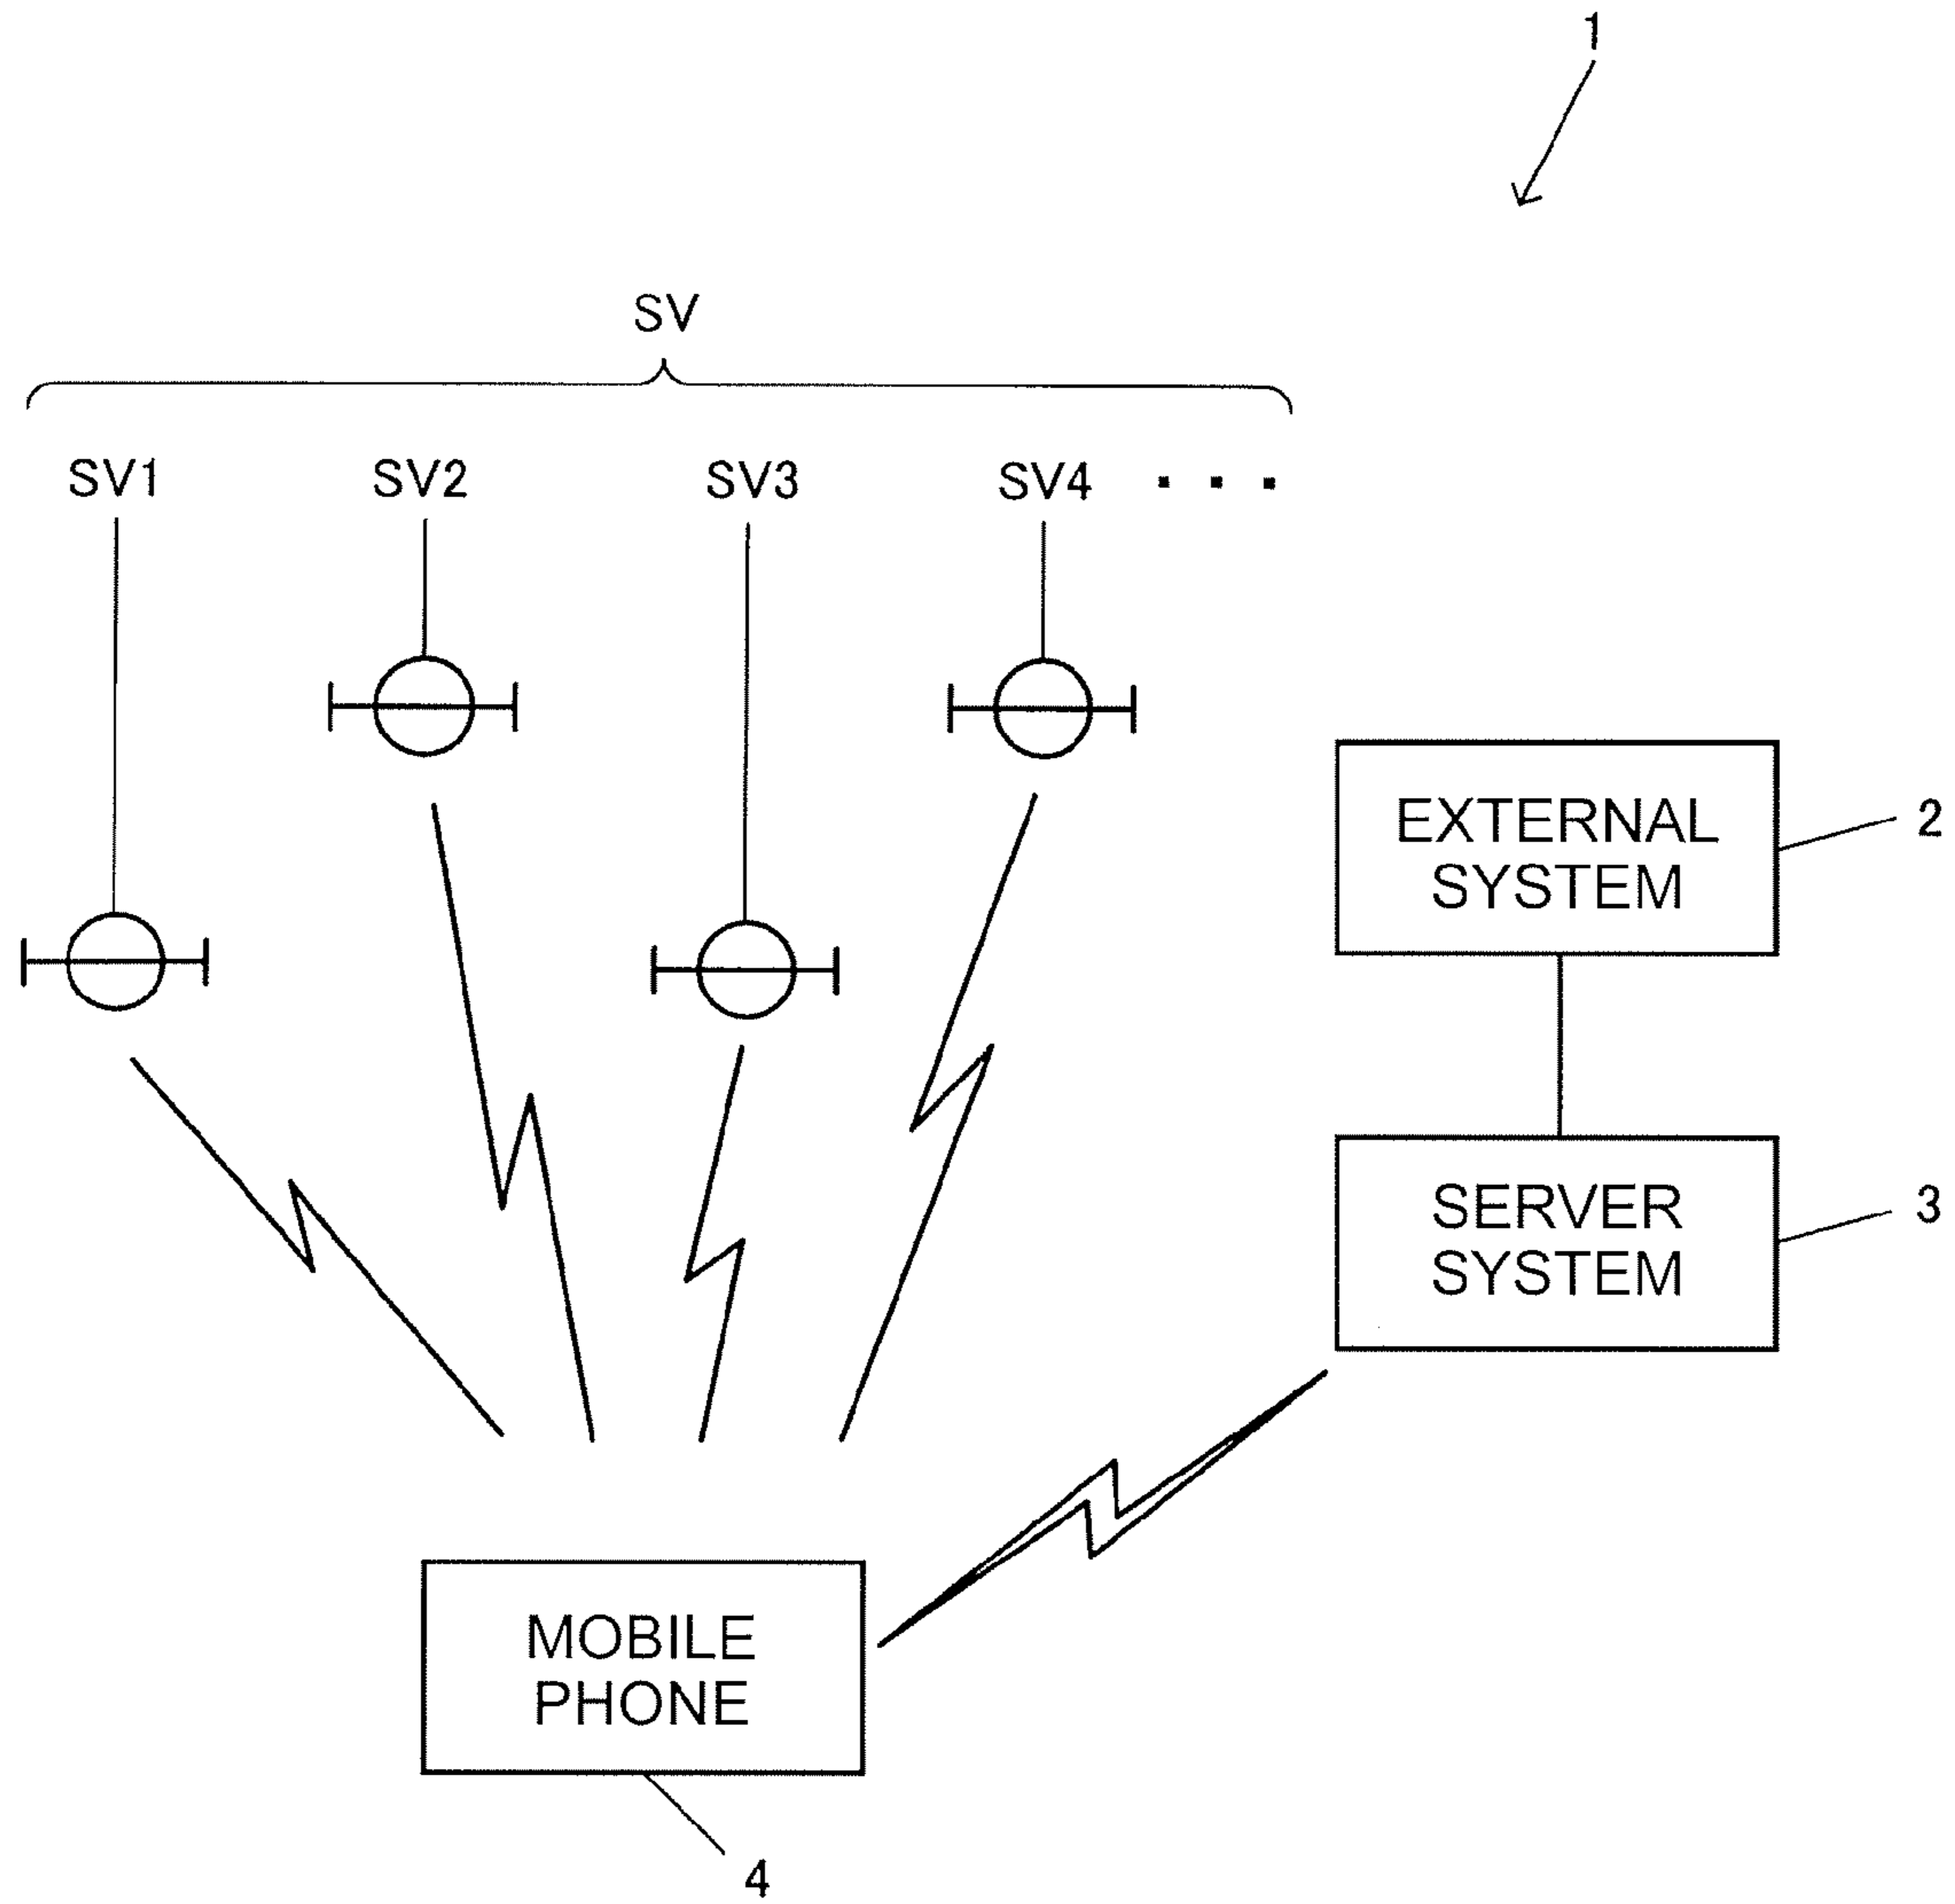 1
SV
SV1 SV2 SV3 SV4 ...
EXTERNAL
SYSTEM
2
SERVER
SYSTEM
3
MOBILE
PHONE
4